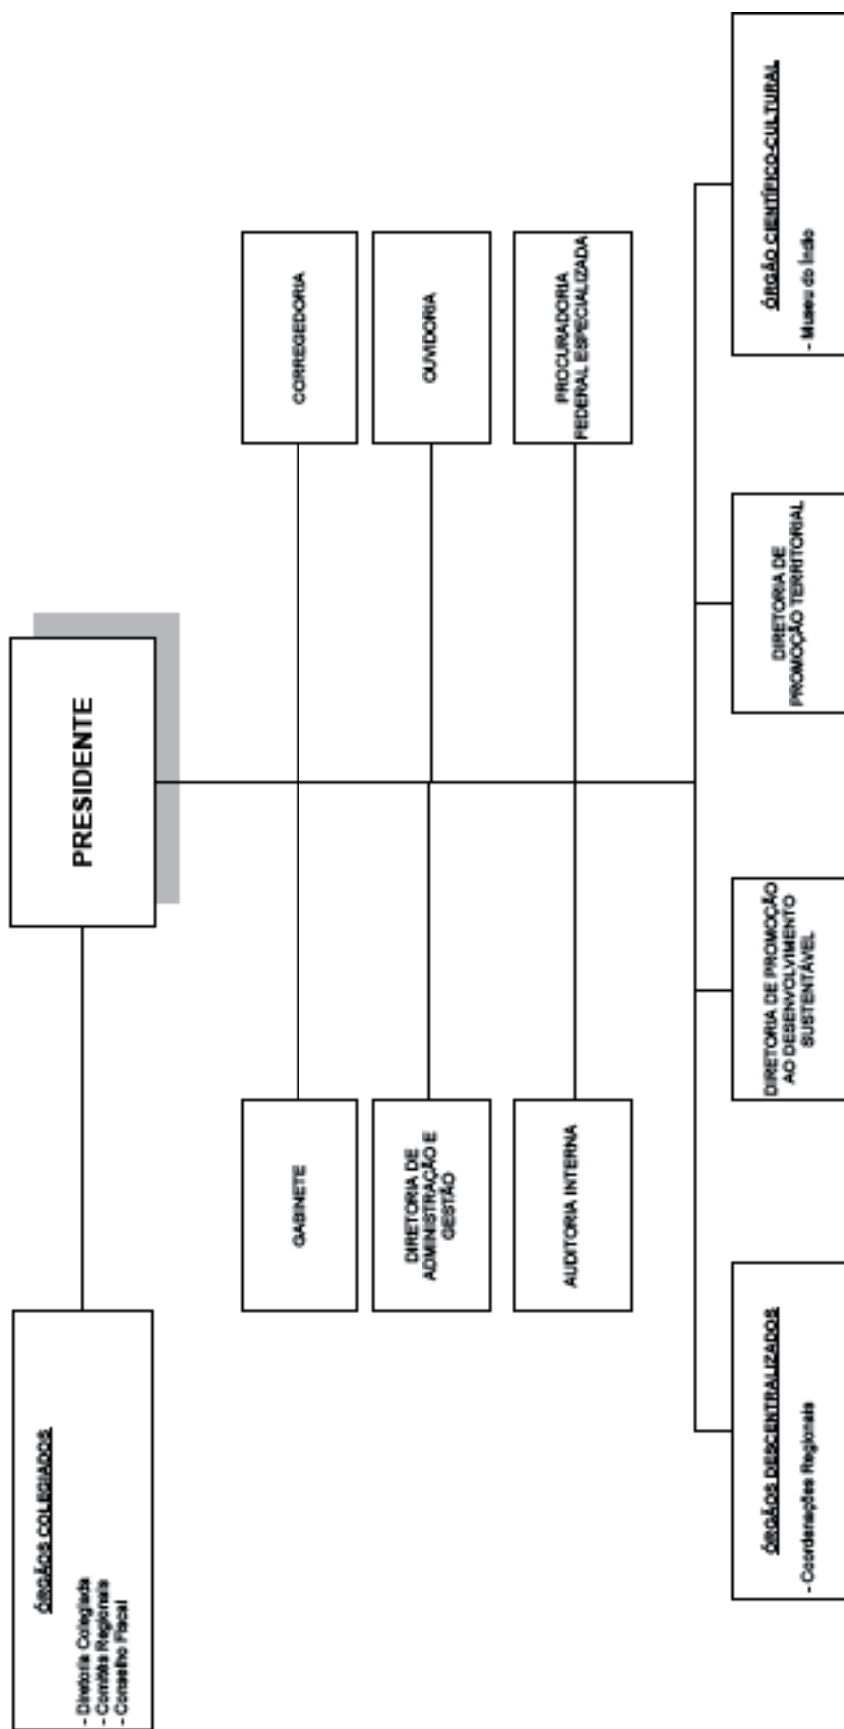 PRESIDENTE
ÓRGÃOS COLEGIADOS
- Diretoria Colegiada
- Comitês Regionais
- Conselho Fiscal
GABINETE
CORREGEDORIA
DIRETORIA DE
ADMINISTRAÇÃO E
GESTÃO
OUVIDORIA
AUDITORIA INTERNA
PROCURADORIA
FEDERAL ESPECIALIZADA
ÓRGÃOS DESCENTRALIZADOS
- Coordenações Regionais
DIRETORIA DE PROMOÇÃO
AO DESENVOLVIMENTO
SUSTENTÁVEL
DIRETORIA DE
PROMOÇÃO TERRITORIAL
ÓRGÃO CIENTÍFICO-CULTURAL
- Museu do Índio